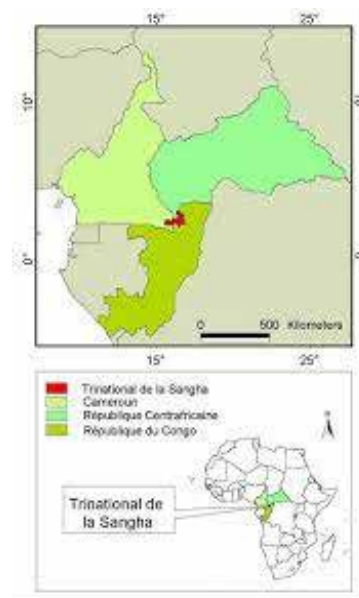 15° 25°
10°
0° 0°
0 500 Kilometers
15° 25°
Trinational de la Sangha
Cameroun
République Centrafricaine
République du Congo
N
Trinational de
la Sangha